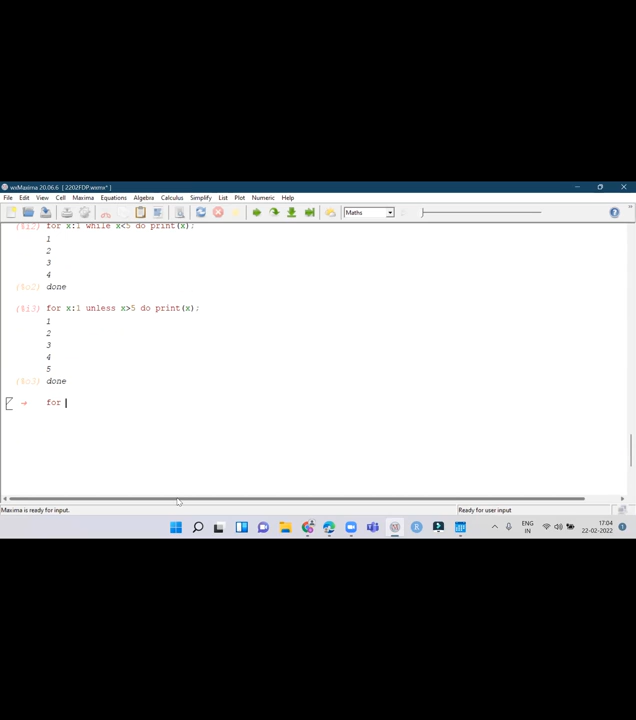 wxMaxima 20.06.6 [ 2202FDP.wxmx* ]
File Edit View Cell Maxima Equations Algebra Calculus Simplify List Plot Numeric Help
Maths
(%i2) for x:1 while x<5 do print(x);
1
2
3
4
(%o2) done
(%i3) for x:1 unless x>5 do print(x);
1
2
3
4
5
(%o3) done
for
Maxima is ready for input. Ready for user input
ENG 17:04
IN 22-02-2022